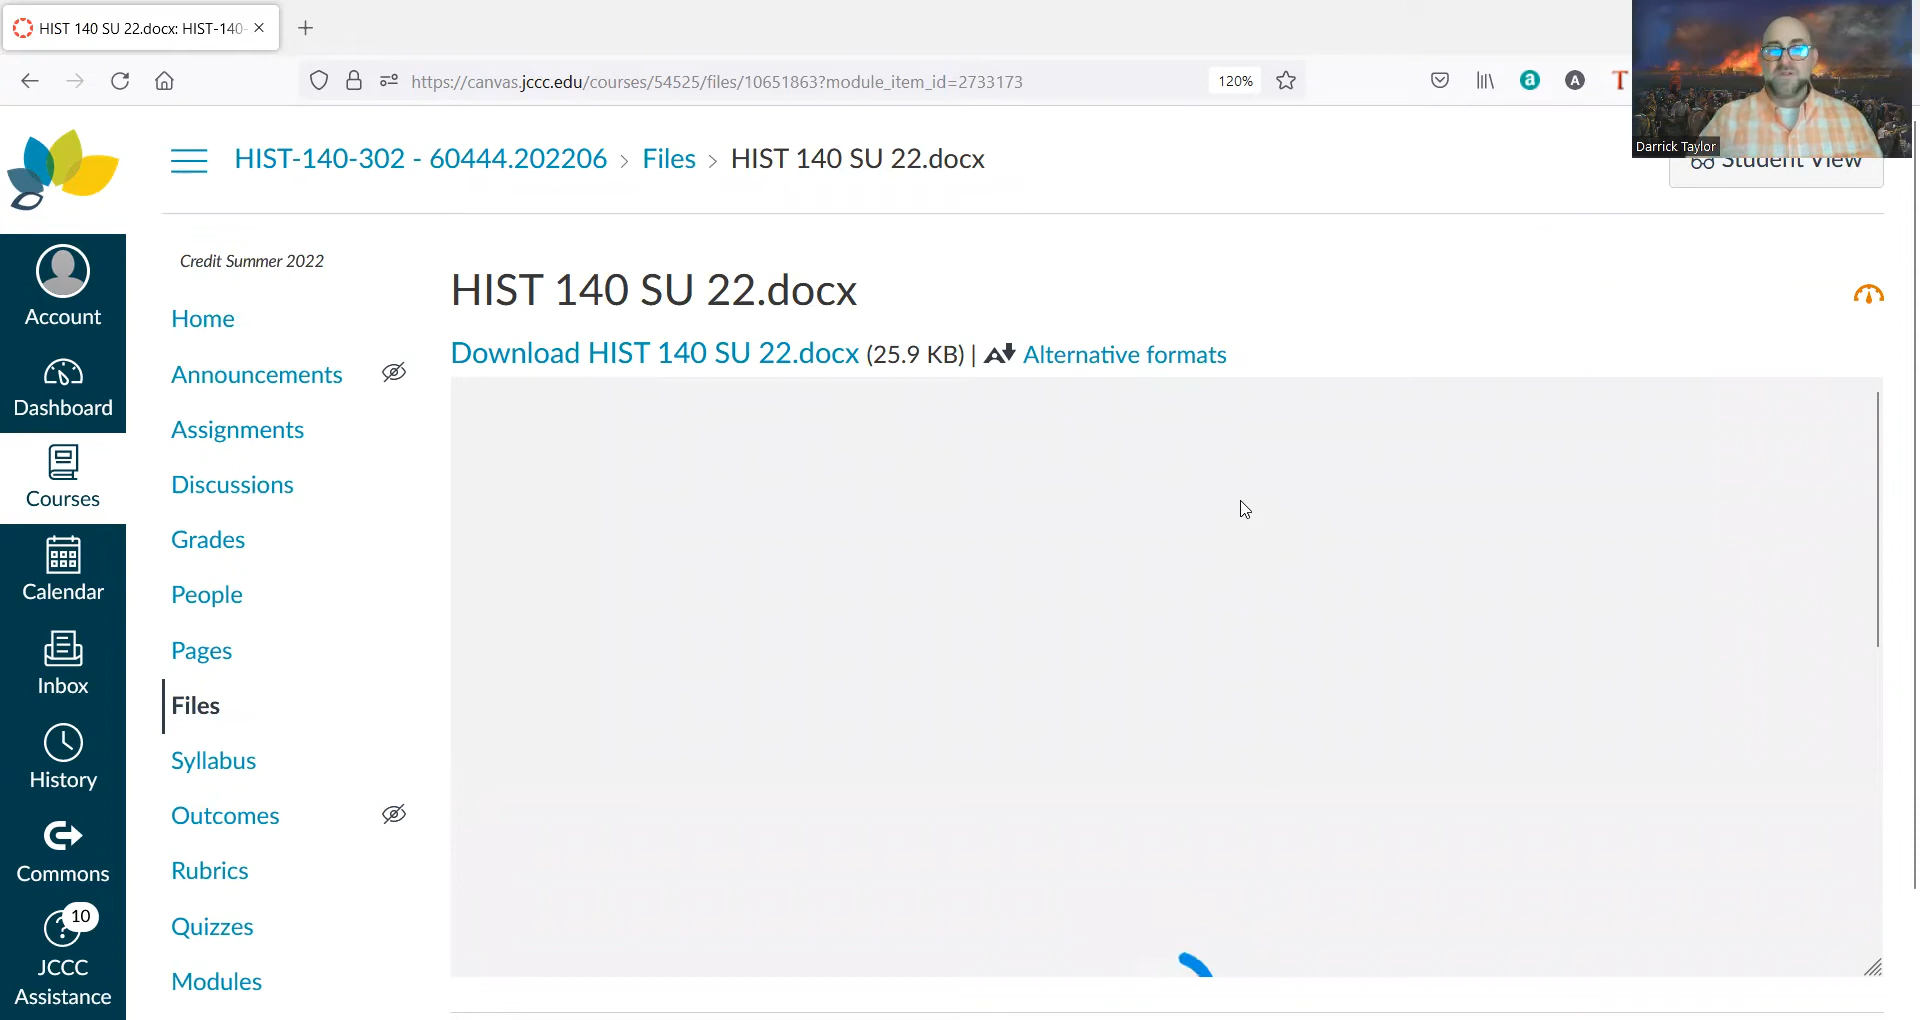 HIST 140 SU 22.docx: HIST-140-
https://canvas.jccc.edu/courses/54525/files/10651863?module_item_id=2733173
120%
Darrick Taylor
HIST-140-302 - 60444.202206 > Files > HIST 140 SU 22.docx
Student View
Credit Summer 2022
HIST 140 SU 22.docx
Download HIST 140 SU 22.docx (25.9 KB) | Alternative formats
Account
Dashboard
Courses
Calendar
Inbox
History
Commons
10
JCCC
Assistance
Home
Announcements
Assignments
Discussions
Grades
People
Pages
Files
Syllabus
Outcomes
Rubrics
Quizzes
Modules